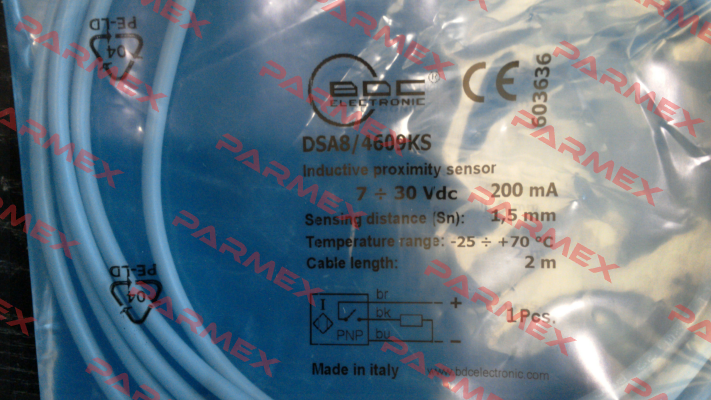 PE-LD
04
BDC®
ELECTRONIC
CE
603636
DSA8/4609KS
Inductive proximity sensor
7 ÷ 30 Vdc 200 mA
Sensing distance (Sn): 1,5 mm
Temperature range: -25 ÷ +70 °C
Cable length: 2 m
PE-LD
04
I
PNP
br +
bk
bu −
1Pcs.
Made in italy www.bdcelectronic.com
PARMEX